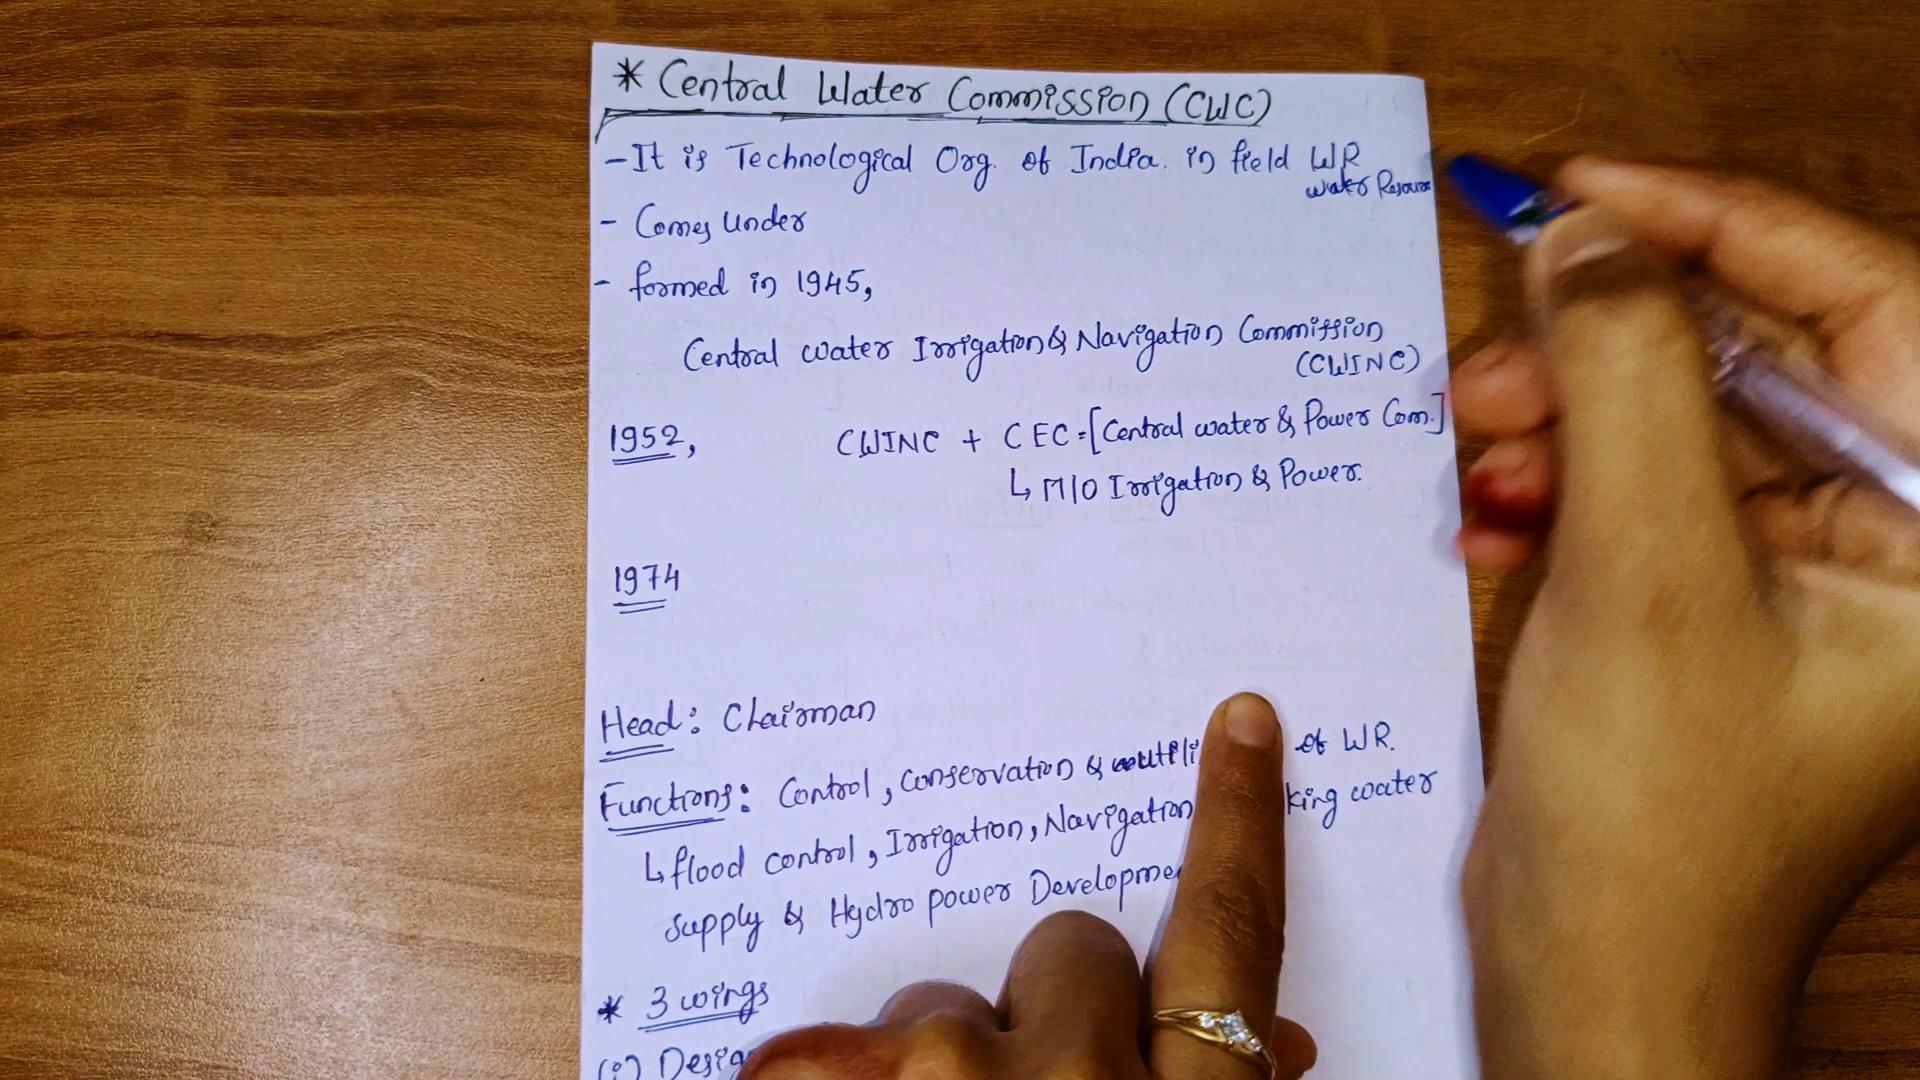 * Central Water Commission (CWC)
- It is Technological Org. of India. in field WR
Water
- Comes Under
- formed in 1945,
Central water Irrigation & Navigation Commission
(CWINC)
1952, CWINC + CEC = [Central water & Power Com.]
↳ M/O Irrigation & Power.
1974
Head: Chairman
Functions: Control, conservation & of WR.
↳ flood control, Irrigation, Navigation king water
supply & Hydro power
* 3 wings
(i)